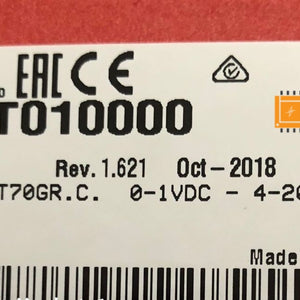 EAC CE
T010000
Rev. 1.621 Oct-2018
T70GR.C. 0-1VDC - 4-20
Made